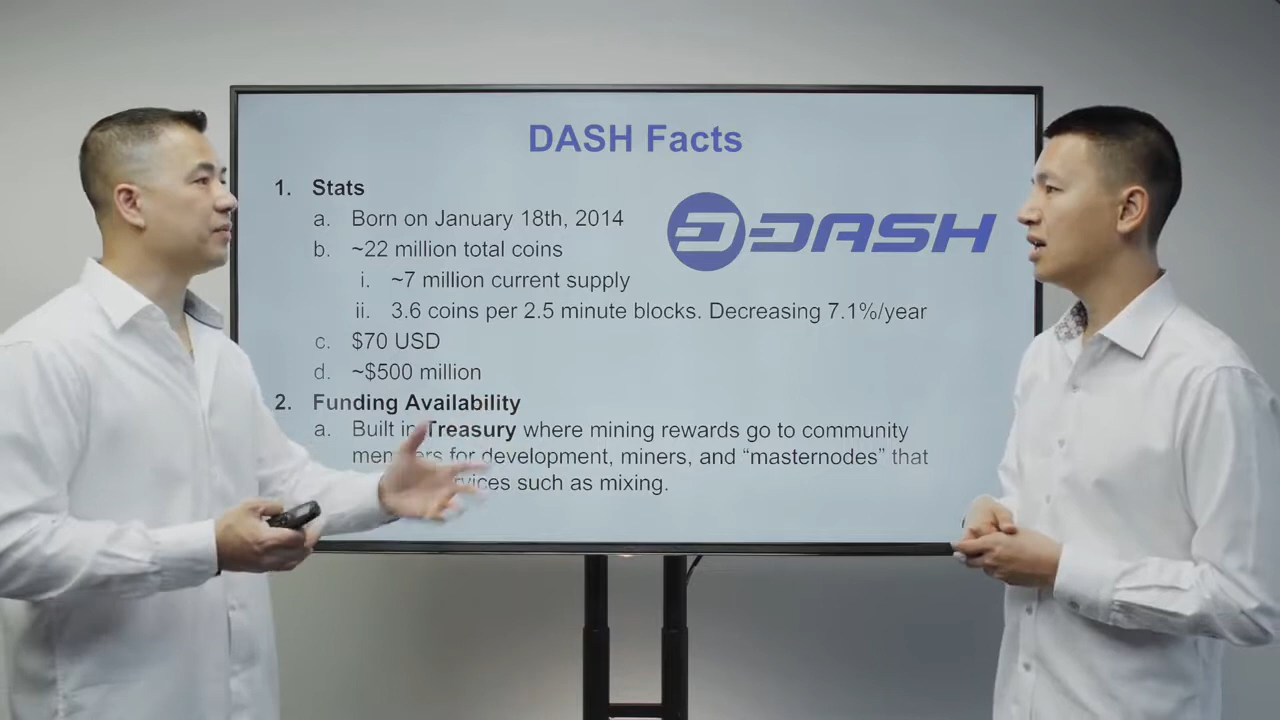 DASH Facts
1. Stats
a. Born on January 18th, 2014
DASH
b. ~22 million total coins
i. ~7 million current supply
ii. 3.6 coins per 2.5 minute blocks. Decreasing 7.1%/year
c. $70 USD
d. ~$500 million
2. Funding Availability
a. Built in Treasury where mining rewards go to community
for development, miners, and “masternodes” that
such as mixing.